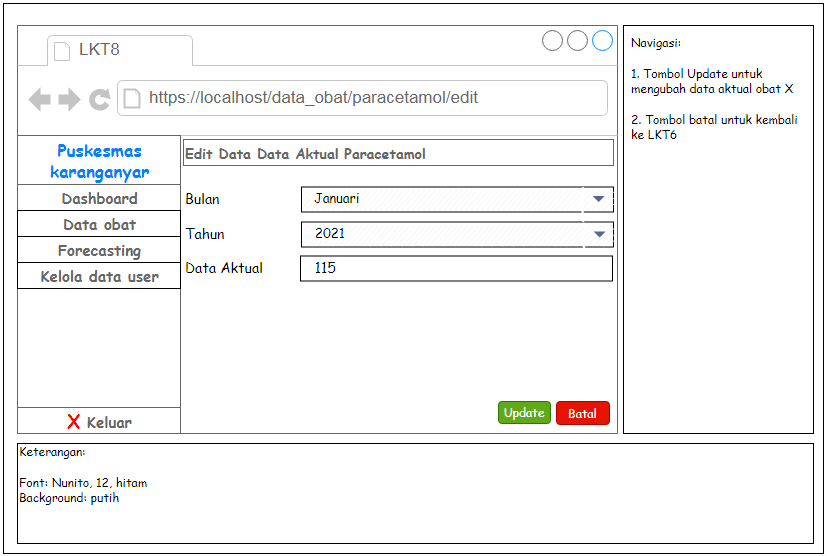 LKT8
https://localhost/data_obat/paracetamol/edit
Puskesmas
karanganyar
Dashboard
Data obat
Forecasting
Kelola data user
X Keluar
Edit Data Data Aktual Paracetamol
Bulan
Januari
Tahun
2021
Data Aktual
115
Update
Batal
Navigasi:
1. Tombol Update untuk
mengubah data aktual obat X
2. Tombol batal untuk kembali
ke LKT6
Keterangan:
Font: Nunito, 12, hitam
Background: putih